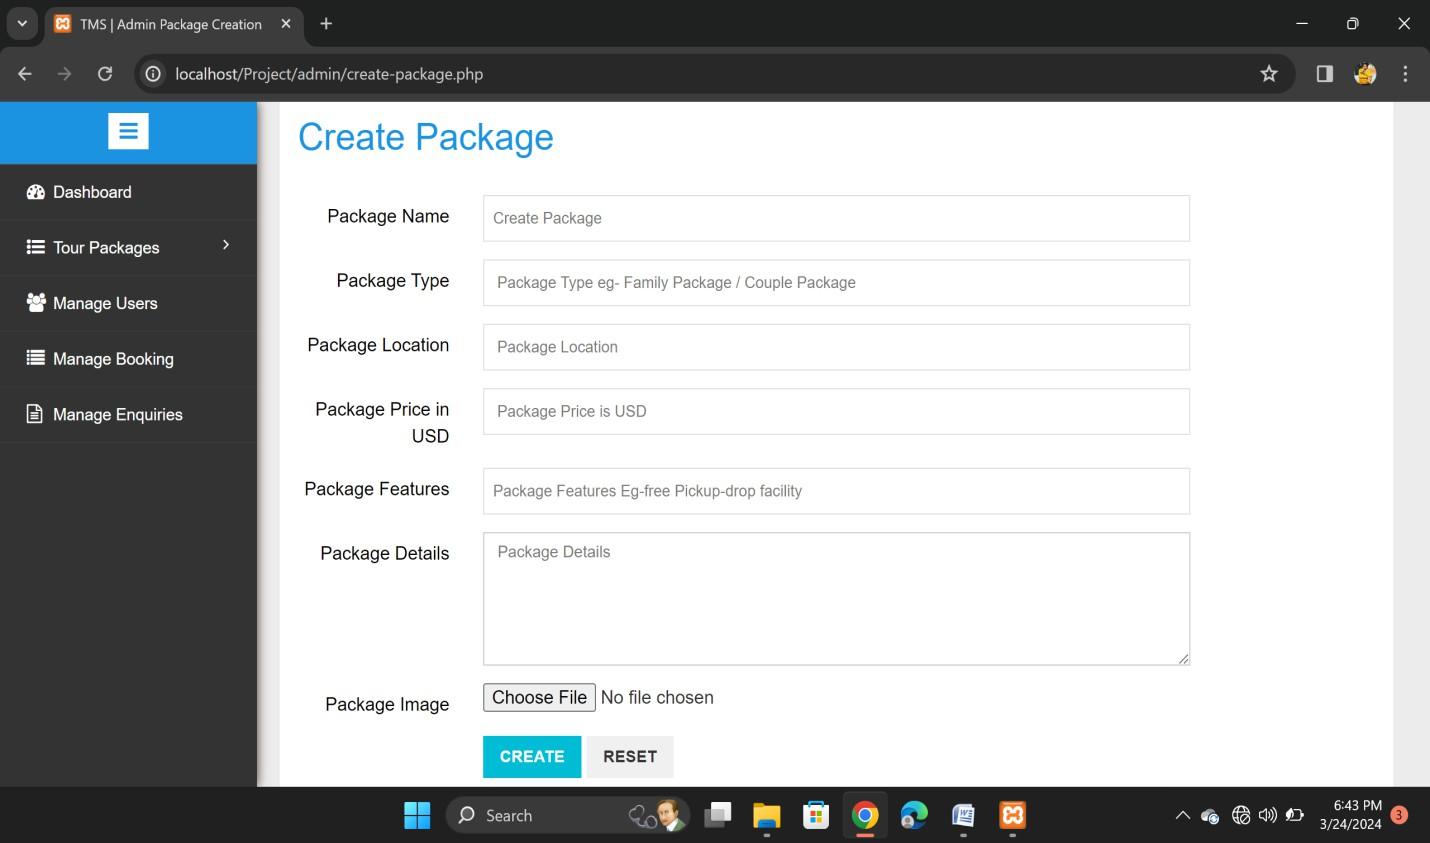 TMS | Admin Package Creation
localhost/Project/admin/create-package.php
Create Package
Dashboard
Tour Packages
Manage Users
Manage Booking
Manage Enquiries
Package Name
Create Package
Package Type
Package Type eg- Family Package / Couple Package
Package Location
Package Location
Package Price in
USD
Package Price is USD
Package Features
Package Features Eg-free Pickup-drop facility
Package Details
Package Details
Package Image
Choose File No file chosen
CREATE RESET
Search
6:43 PM
3/24/2024
3